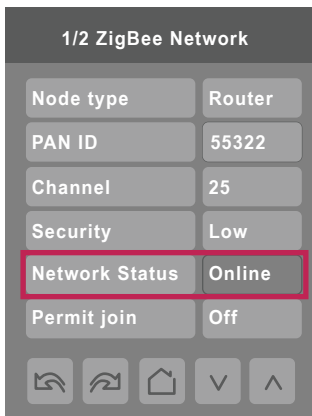 1/2 ZigBee Network
Node type Router
PAN ID 55322
Channel 25
Security Low
Network Status Online
Permit join Off